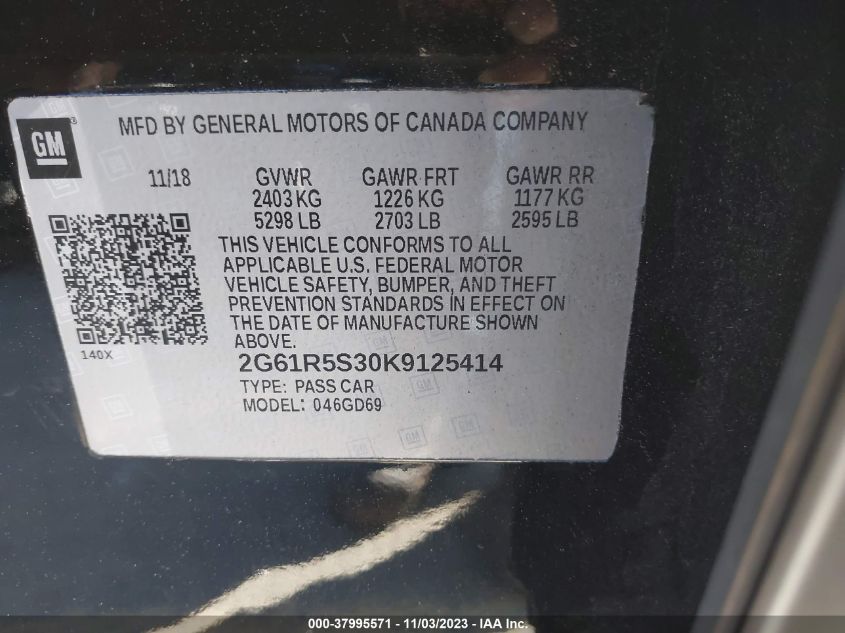 MFD BY GENERAL MOTORS OF CANADA COMPANY
GM®
11/18 GVWR GAWR FRT GAWR RR
2403 KG 1226 KG 1177 KG
5298 LB 2703 LB 2595 LB
THIS VEHICLE CONFORMS TO ALL
APPLICABLE U.S. FEDERAL MOTOR
VEHICLE SAFETY, BUMPER, AND THEFT
PREVENTION STANDARDS IN EFFECT ON
THE DATE OF MANUFACTURE SHOWN
ABOVE.
140X
2G61R5S30K9125414
TYPE: PASS CAR
MODEL: 046GD69
000-37995571 - 11/03/2023 - IAA Inc.